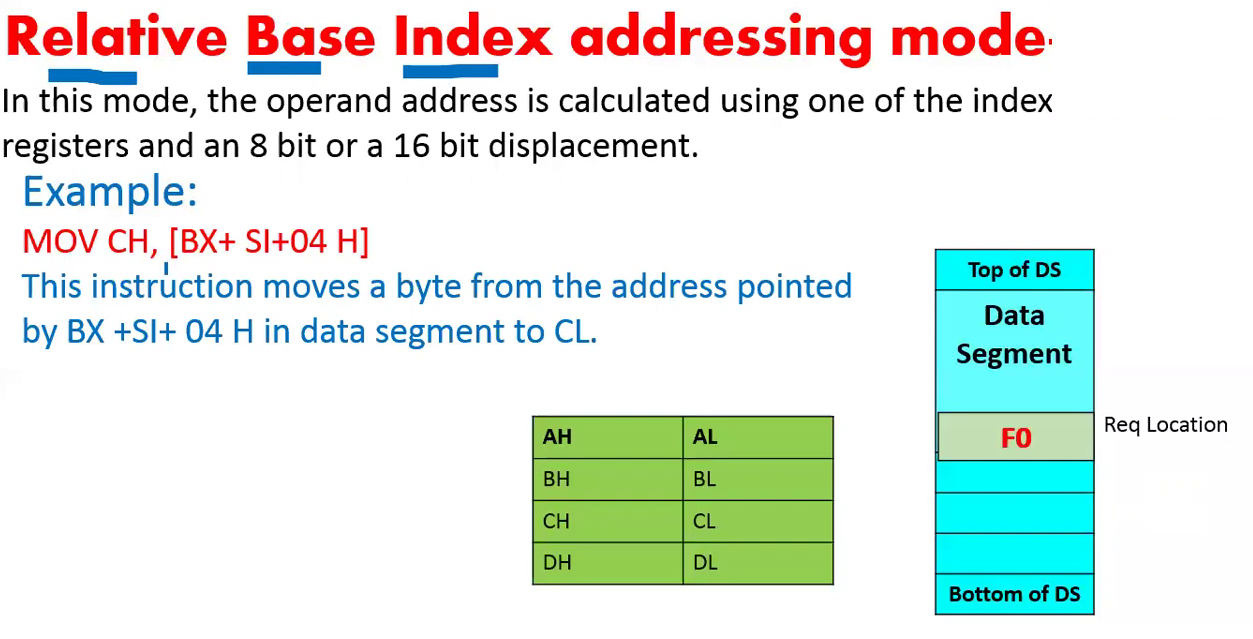 Relative Base Index addressing mode
In this mode, the operand address is calculated using one of the index
registers and an 8 bit or a 16 bit displacement.
Example:
MOV CH, [BX+ SI+04 H]
This instruction moves a byte from the address pointed
by BX +SI+ 04 H in data segment to CL.
Top of DS
Data
Segment
F0
Req Location
Bottom of DS
AH AL
BH BL
CH CL
DH DL